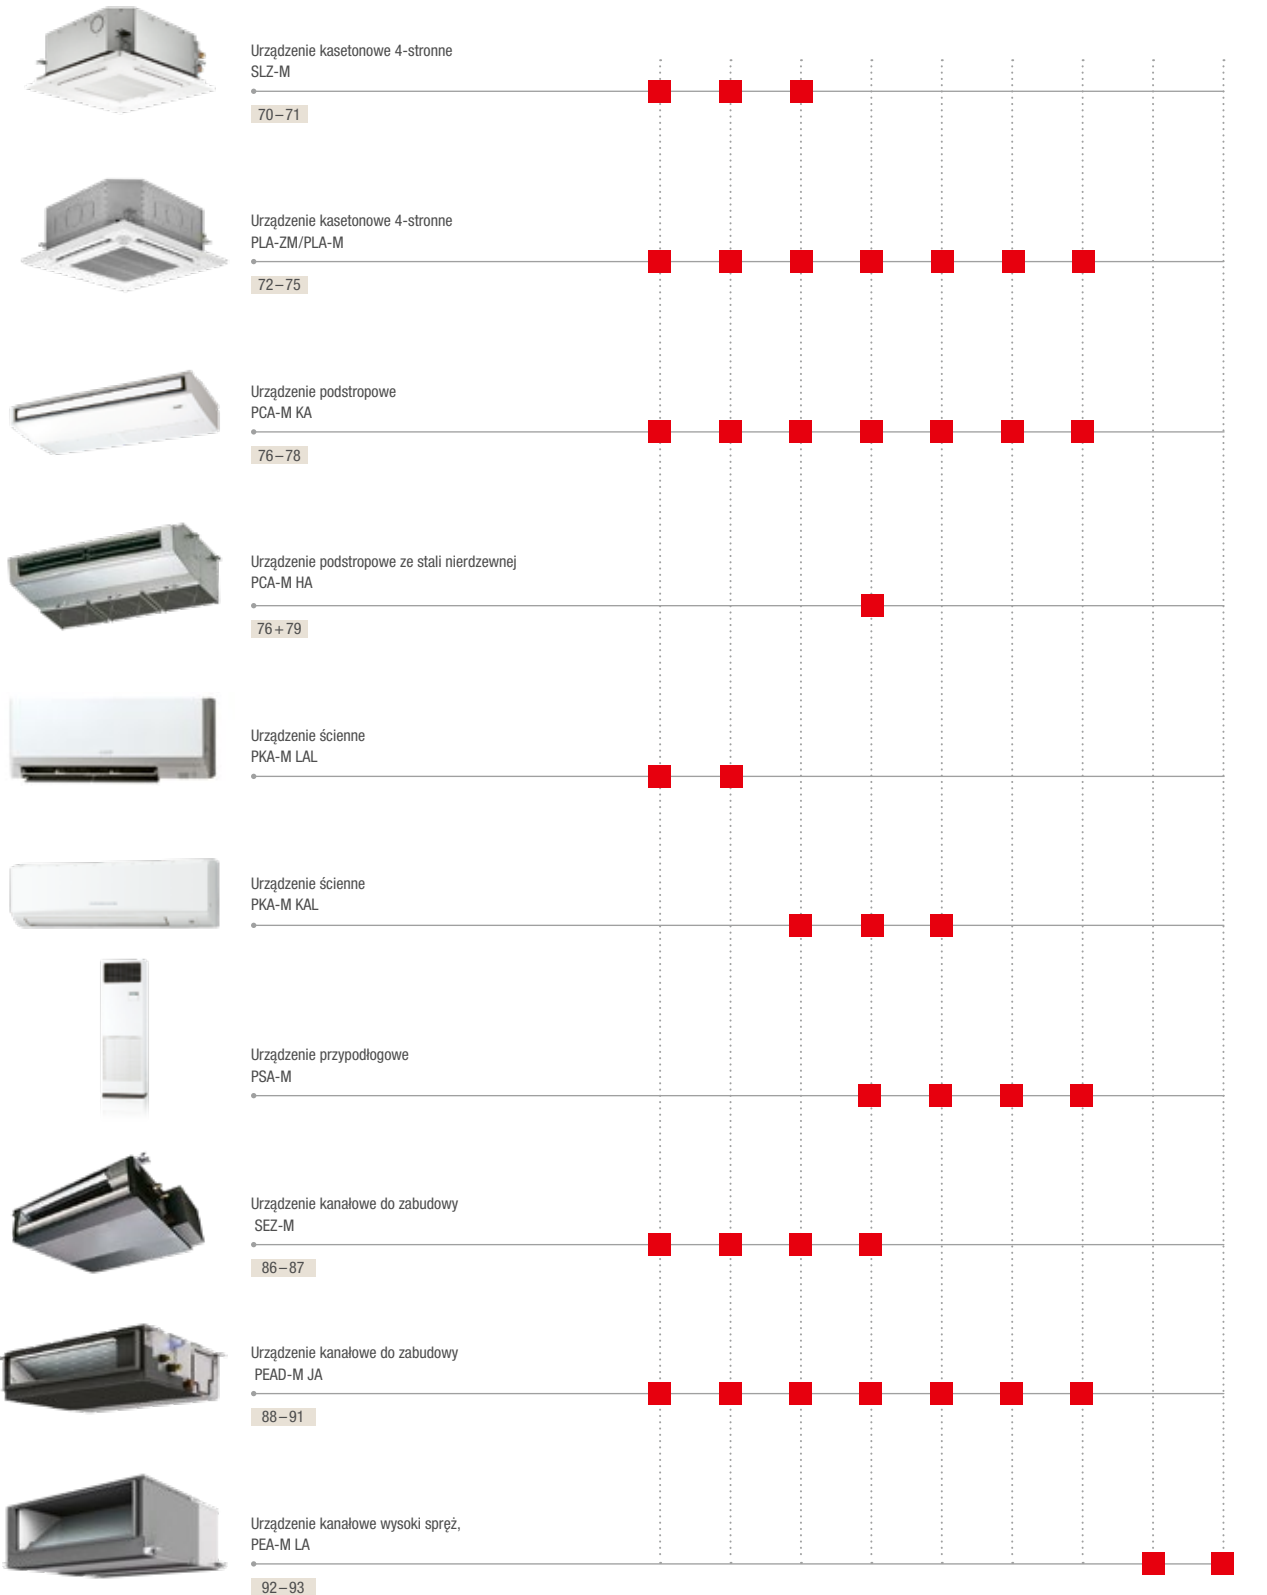 Urządzenie kasetonowe 4-stronne
SLZ-M
70–71
Urządzenie kasetonowe 4-stronne
PLA-ZM/PLA-M
72–75
Urządzenie podstropowe
PCA-M KA
76–78
Urządzenie podstropowe ze stali nierdzewnej
PCA-M HA
76+79
Urządzenie ścienne
PKA-M LAL
Urządzenie ścienne
PKA-M KAL
Urządzenie przypodłogowe
PSA-M
Urządzenie kanałowe do zabudowy
SEZ-M
86–87
Urządzenie kanałowe do zabudowy
PEAD-M JA
88–91
Urządzenie kanałowe wysoki spręż,
PEA-M LA
92–93